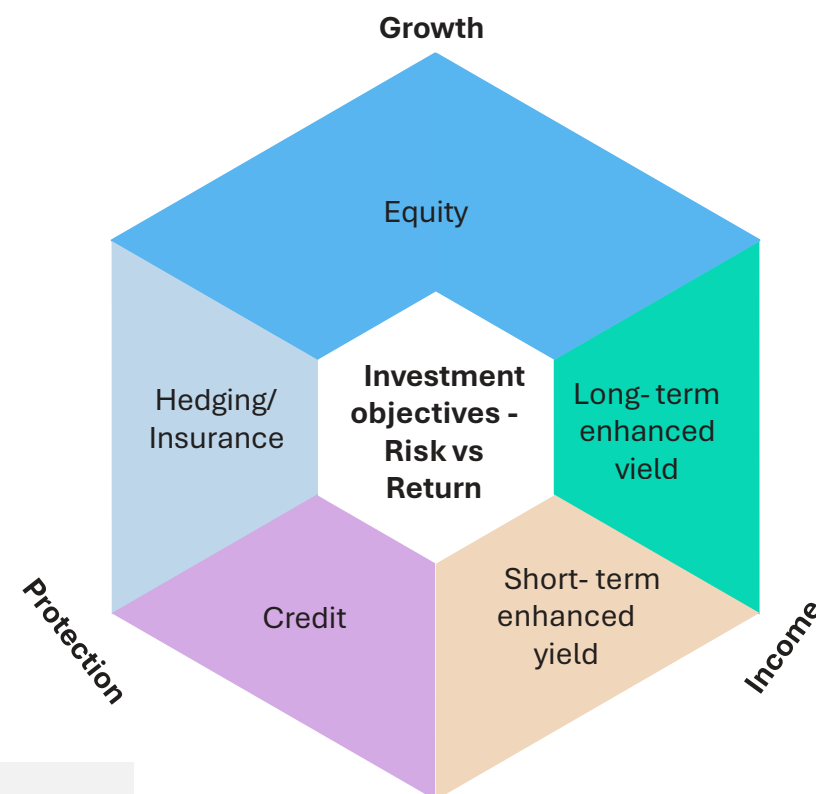 Growth
Equity
Hedging/
Insurance
Investment
objectives -
Risk vs
Return
Long- term
enhanced
yield
Protection
Credit
Short- term
enhanced
yield
Income